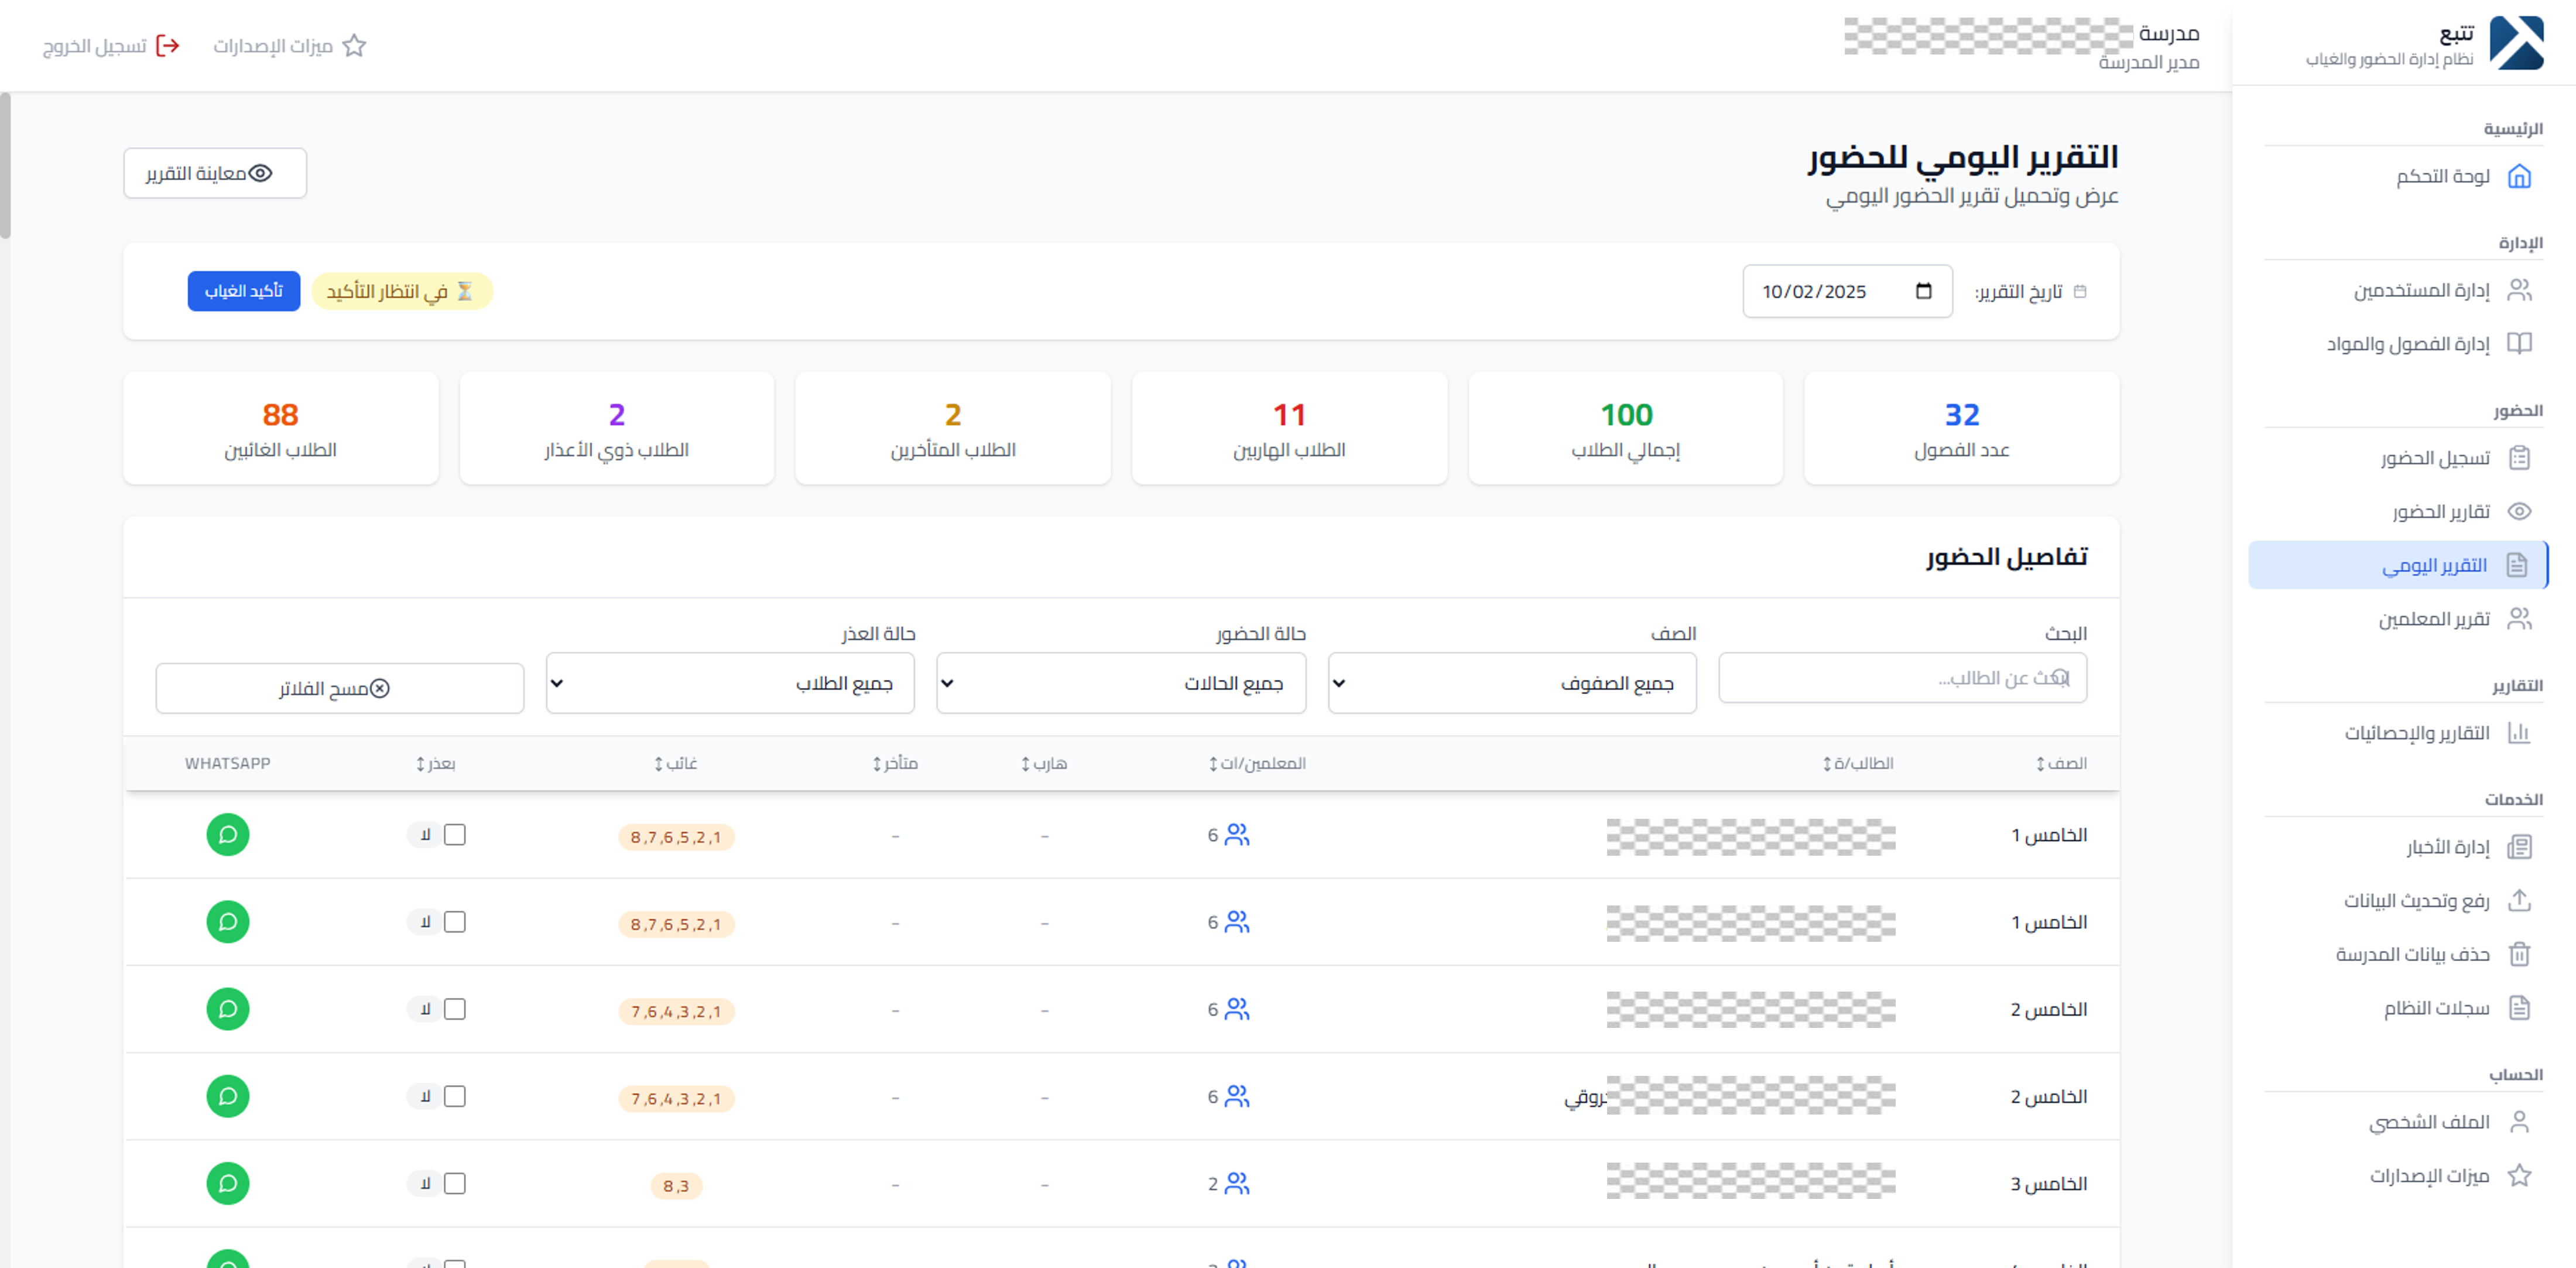 تتبع
نظام إدارة الحضور والغياب
الرئيسية
لوحة التحكم
الإدارة
إدارة المستخدمين
إدارة الفصول والمواد
الحضور
تسجيل الحضور
تقارير الحضور
التقرير اليومي
تقرير المعلمين
التقارير
التقارير والإحصائيات
الخدمات
إدارة الأخبار
رفع وتحديث البيانات
حذف بيانات المدرسة
سجلات النظام
الحساب
الملف الشخصي
ميزات الإصدارات
مدرسة
مدير المدرسة
ميزات الإصدارات
تسجيل الخروج
التقرير اليومي للحضور
عرض وتحميل تقرير الحضور اليومي
معاينة التقرير
تاريخ التقرير: 10/02/2025
⏳ في انتظار التأكيد
تأكيد الغياب
32 عدد الفصول
100 إجمالي الطلاب
11 الطلاب الهاربين
2 الطلاب المتأخرين
2 الطلاب ذوي الأعذار
88 الطلاب الغائبين
تفاصيل الحضور
البحث الصف حالة الحضور حالة العذر
ابحث عن الطالب... جميع الصفوف جميع الحالات جميع الطلاب مسح الفلاتر
الصف↕ الطالب/ة↕ المعلمين/ات↕ هارب↕ متأخر↕ غائب↕ بعذر↕ WHATSAPP
الخامس 1 6 - - 1, 2, 5, 6, 7, 8 لا
الخامس 1 6 - - 1, 2, 5, 6, 7, 8 لا
الخامس 2 6 - - 1, 2, 3, 4, 6, 7 لا
الخامس 2 6 - - 1, 2, 3, 4, 6, 7 لا
الخامس 3 2 - - 3, 8 لا